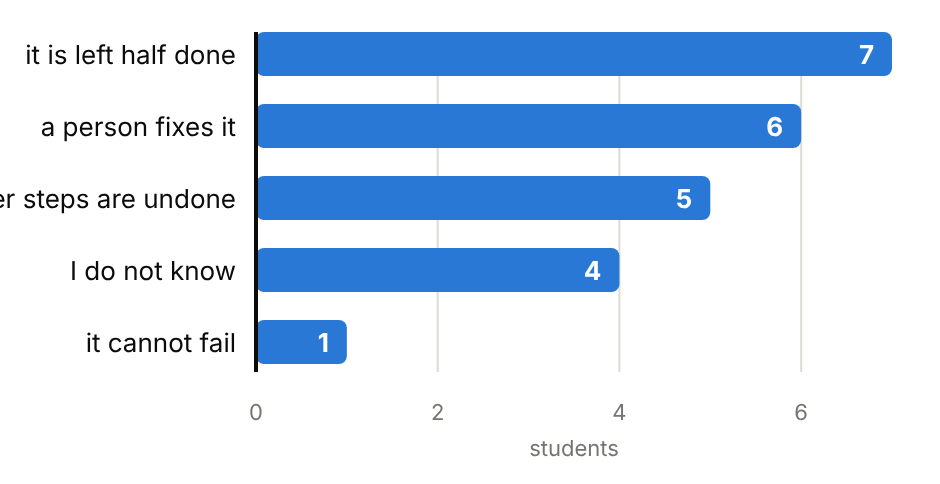 it is left half done
7
a person fixes it
6
steps are undone
5
I do not know
4
it cannot fail
1
0 2 4 6
students